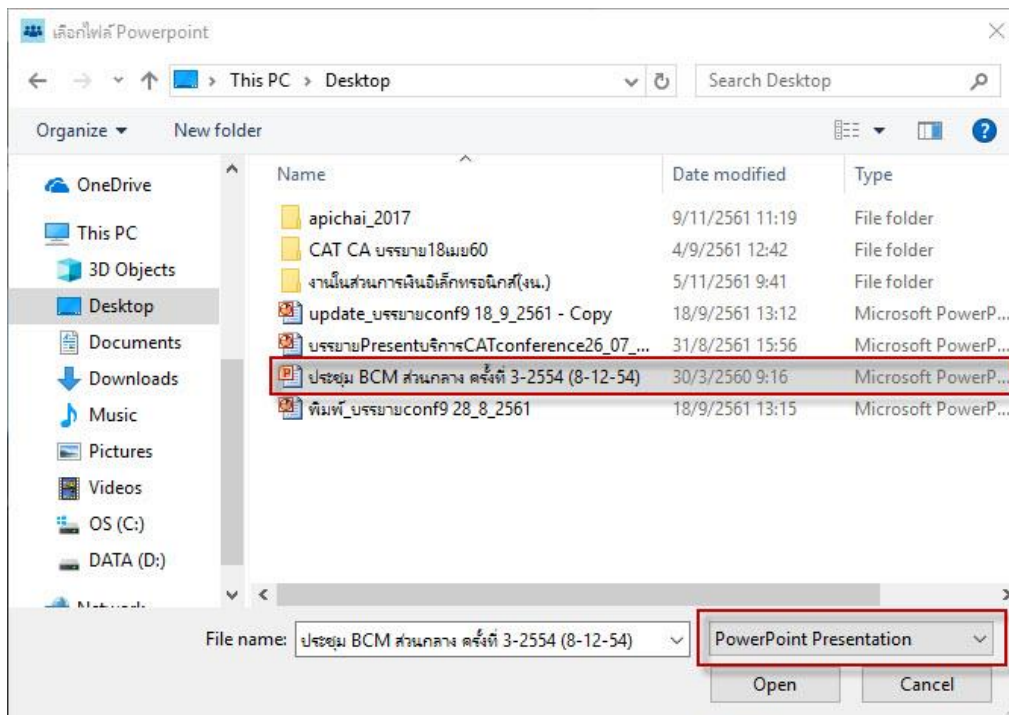 เลือกไฟล์ Powerpoint
This PC > Desktop
Search Desktop
Organize
New folder
Name
Date modified
Type
OneDrive
This PC
3D Objects
Desktop
Documents
Downloads
Music
Pictures
Videos
OS (C:)
DATA (D:)
Network
apichai_2017 9/11/2561 11:19 File folder
CAT CA บรรยาย18เมย60 4/9/2561 12:42 File folder
งานในส่วนการเงินอิเล็กทรอนิกส์(งน.) 5/11/2561 9:41 File folder
update_บรรยายconf9 18_9_2561 - Copy 18/9/2561 13:12 Microsoft PowerP...
บรรยายPresentบริการCATconference26_07_... 31/8/2561 15:56 Microsoft PowerP...
ประชุม BCM ส่วนกลาง ครั้งที่ 3-2554 (8-12-54) 30/3/2560 9:16 Microsoft PowerP...
พิมพ์_บรรยายconf9 28_8_2561 18/9/2561 13:15 Microsoft PowerP...
File name: ประชุม BCM ส่วนกลาง ครั้งที่ 3-2554 (8-12-54)
PowerPoint Presentation
Open
Cancel